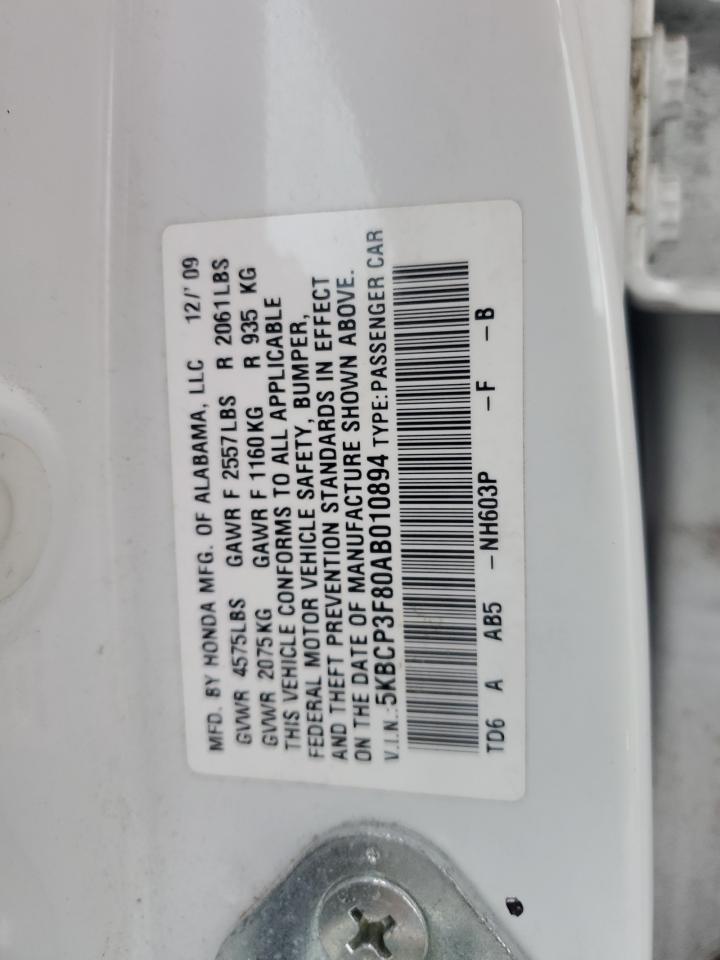 MFD. BY HONDA MFG. OF ALABAMA, LLC 12/'09
GVWR 4575LBS GAWR F 2557LBS R 2061LBS
GVWR 2075KG GAWR F 1160KG R 935 KG
THIS VEHICLE CONFORMS TO ALL APPLICABLE
FEDERAL MOTOR VEHICLE SAFETY, BUMPER,
AND THEFT PREVENTION STANDARDS IN EFFECT
ON THE DATE OF MANUFACTURE SHOWN ABOVE.
V.I.N.:5KBCP3F80AB010894 TYPE:PASSENGER CAR
TD6 A AB5 -NH603P -F -B